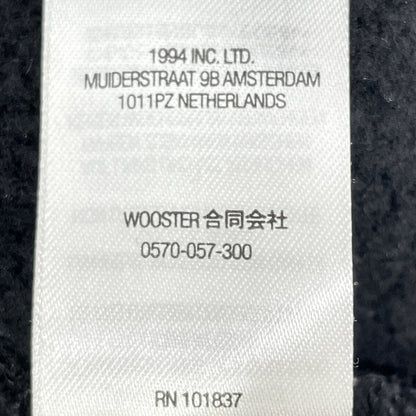 1994 INC. LTD.
MUIDERSTRAAT 9B AMSTERDAM
1011PZ NETHERLANDS
WOOSTER 合同会社
0570-057-300
RN 101837